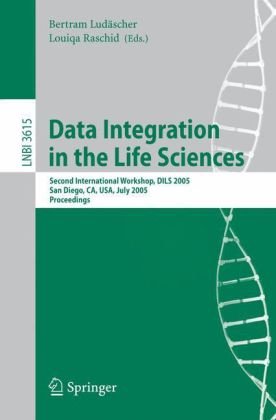 Bertram Ludäscher
Louiqa Raschid (Eds.)
LNBI 3615
Data Integration
in the Life Sciences
Second International Workshop, DILS 2005
San Diego, CA, USA, July 2005
Proceedings
Springer